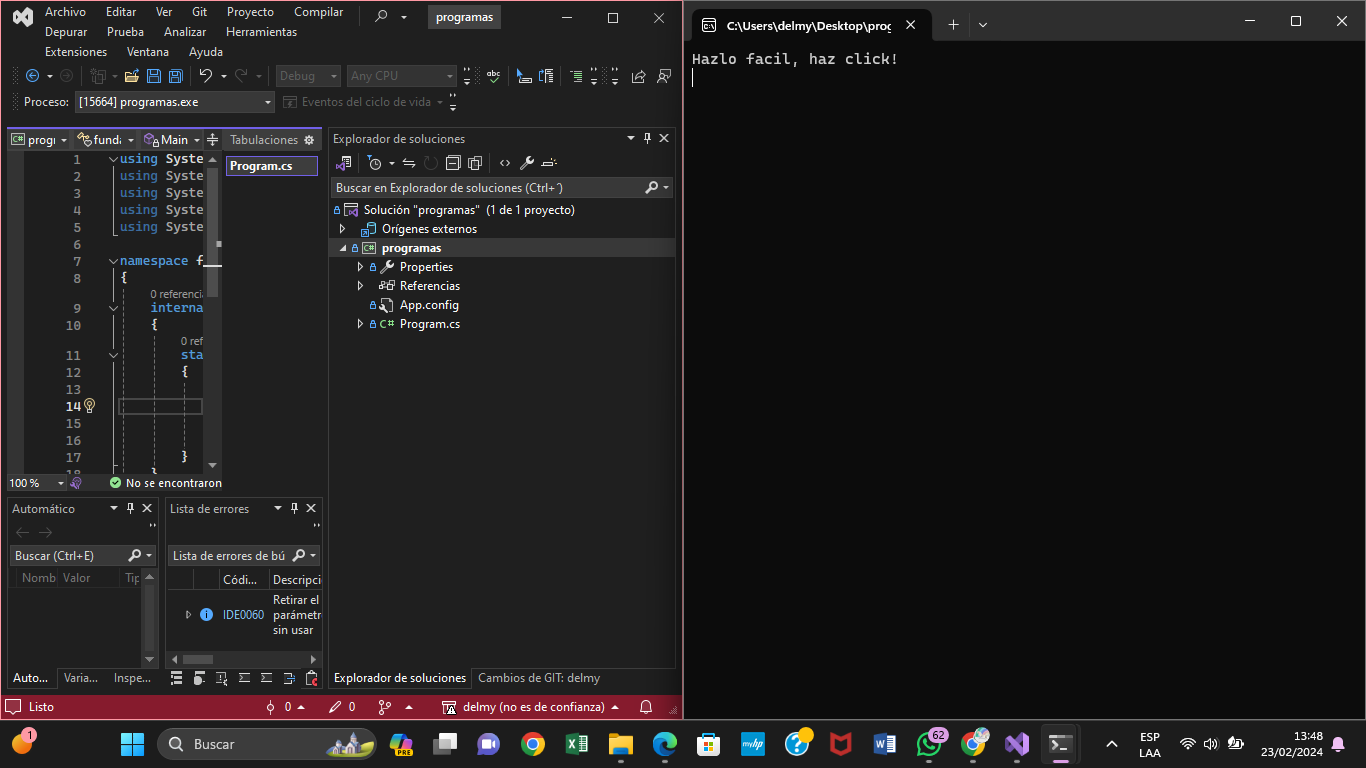 Archivo Editar Ver Git Proyecto Compilar
programas
Depurar Prueba Analizar Herramientas
Extensiones Ventana Ayuda
Debug Any CPU
Proceso: [15664] programas.exe Eventos del ciclo de vida
C:\Users\delmy\Desktop\prog
Hazlo facil, haz click!
Main Tabulaciones
Program.cs
1 using Syste
2 using Syste
3 using Syste
4 using Syste
5 using Syste
6
7 namespace f
8 {
0 referencia
9 interna
10 {
0 ref
11 sta
12 {
13
14
15
16
17 }
18 }
100 % No se encontraron
Explorador de soluciones
Buscar en Explorador de soluciones (Ctrl+´)
Solución "programas" (1 de 1 proyecto)
Orígenes externos
C# programas
Properties
Referencias
App.config
C# Program.cs
Automático
Buscar (Ctrl+E)
Nomb Valor Tip
Lista de errores
Lista de errores de bú
Códi... Descripci
IDE0060 Retirar el
parámetr
sin usar
Auto... Varia... Inspe...
Explorador de soluciones Cambios de GIT: delmy
Listo 0 0 delmy (no es de confianza)
1 Buscar PRE 62
ESP
LAA
13:48
23/02/2024